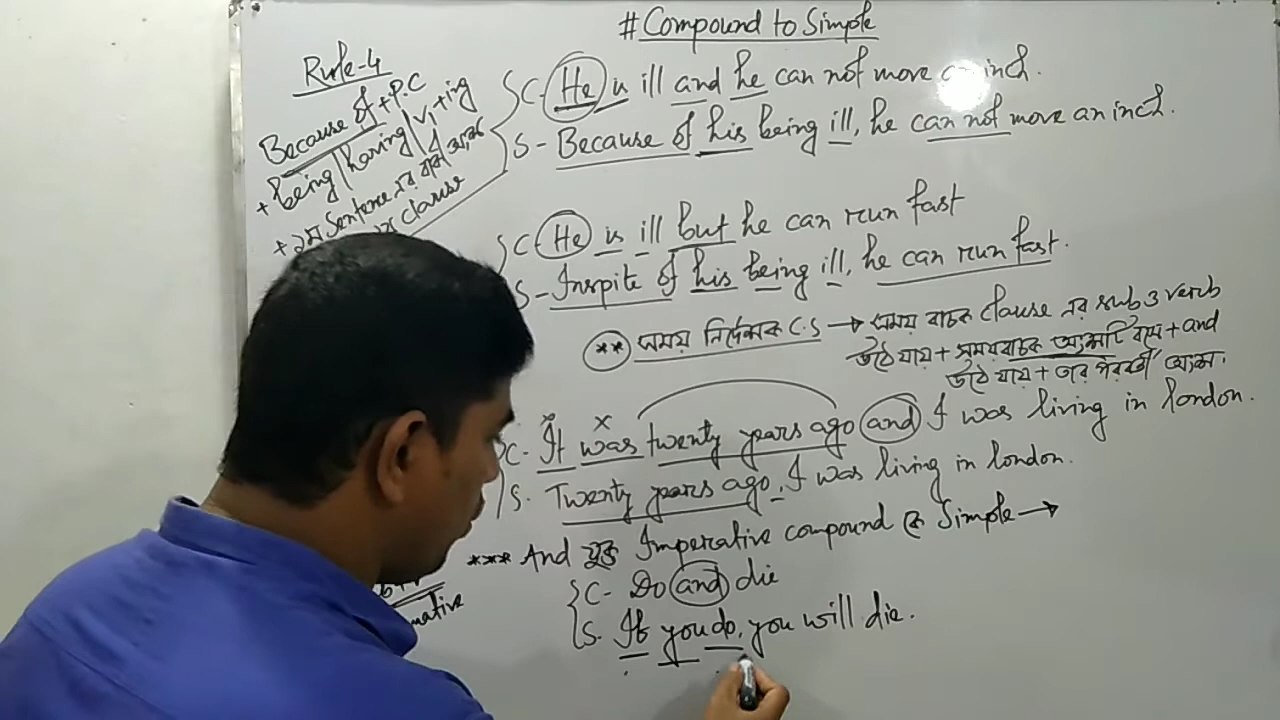 # Compound to Simple
Rule-4
Because of + P.C
+ being/having/V1+ing
+ ১ম Sentence এর বাকি অংশ
clause
C- He is ill and he can not move an inch.
S- Because of his being ill, he can not move an inch.
C- He is ill but he can run fast
S- Inspite of his being ill, he can run fast.
** সময় নির্দেশক C.S → সময় বাচক clause এর sub ও verb
উঠে যায় + সময়বাচক অংশটি বসে + and
উঠে যায় + তার পরবর্তী অংশ।
C. It was twenty years ago and I was living in london.
S. Twenty years ago, I was living in london.
*** And যুক্ত Imperative compound কে Simple →
C- Do and die
S. If you do, you will die.